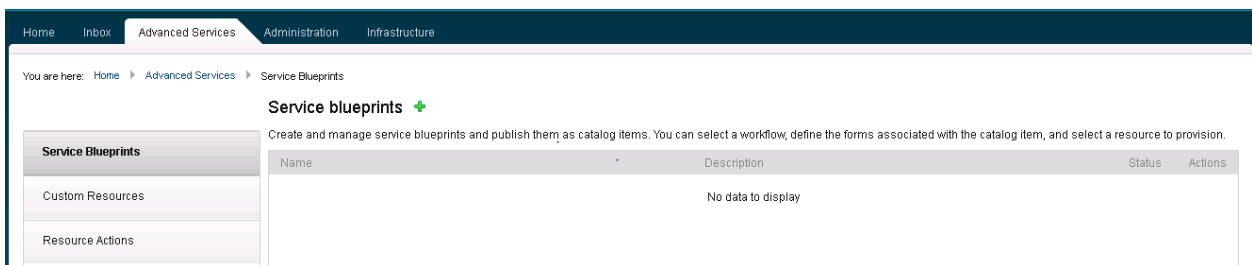 Home Inbox Advanced Services Administration Infrastructure
You are here: Home Advanced Services Service Blueprints
Service blueprints
Create and manage service blueprints and publish them as catalog items. You can select a workflow, define the forms associated with the catalog item, and select a resource to provision.
Service Blueprints
Name Description Status Actions
Custom Resources
No data to display
Resource Actions